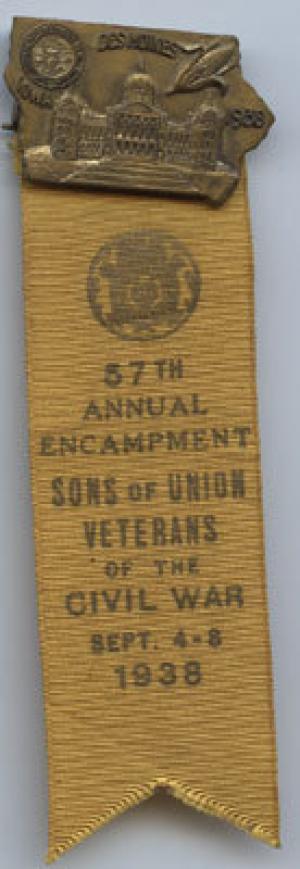 DES MOINES
IOWA
1938
57TH
ANNUAL
ENCAMPMENT
SONS OF UNION
VETERANS
OF THE
CIVIL WAR
SEPT. 4-8
1938